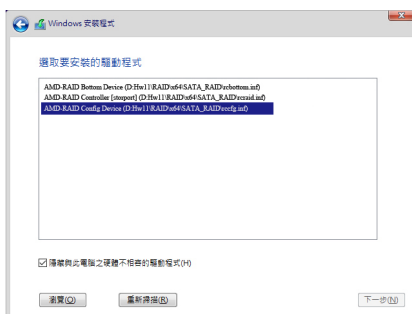 Windows 安裝程式
選取要安裝的驅動程式
AMD-RAID Bottom Device (D:\Hw11\RAID\x64\SATA_RAID\rcbottom.inf)
AMD-RAID Controller [storport] (D:\Hw11\RAID\x64\SATA_RAID\rcraid.inf)
AMD-RAID Config Device (D:\Hw11\RAID\x64\SATA_RAID\rccfg.inf)
隱藏與此電腦之硬體不相容的驅動程式(H)
瀏覽(O)
重新掃描(R)
下一步(N)